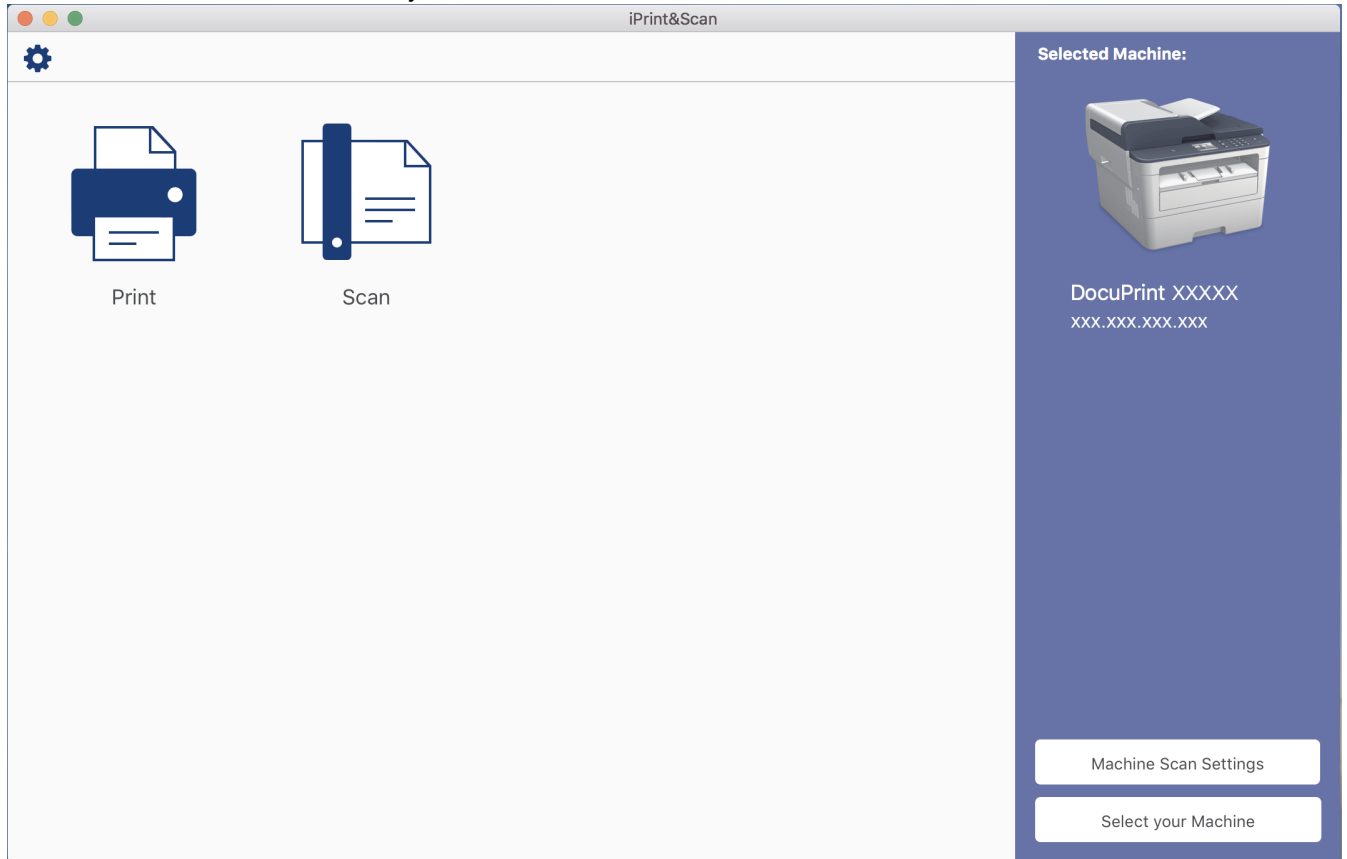 iPrint&Scan
Selected Machine:
Print
Scan
DocuPrint XXXXX
xxx.xxx.xxx.xxx
Machine Scan Settings
Select your Machine